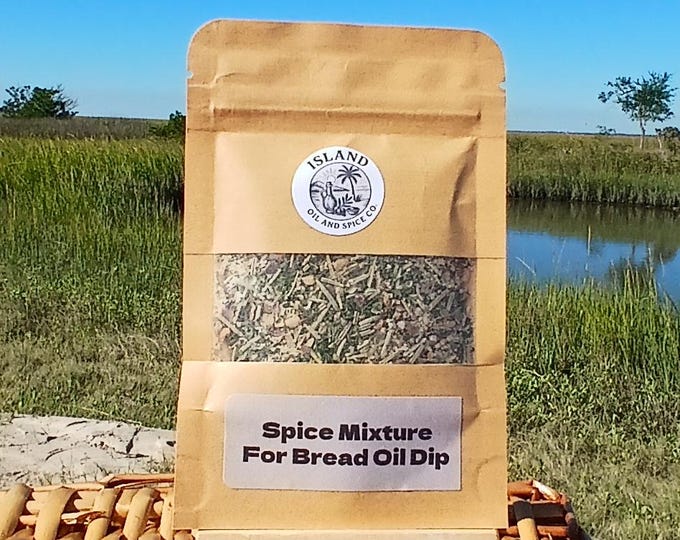 ISLAND
OIL AND SPICE CO.
Spice Mixture
For Bread Oil Dip